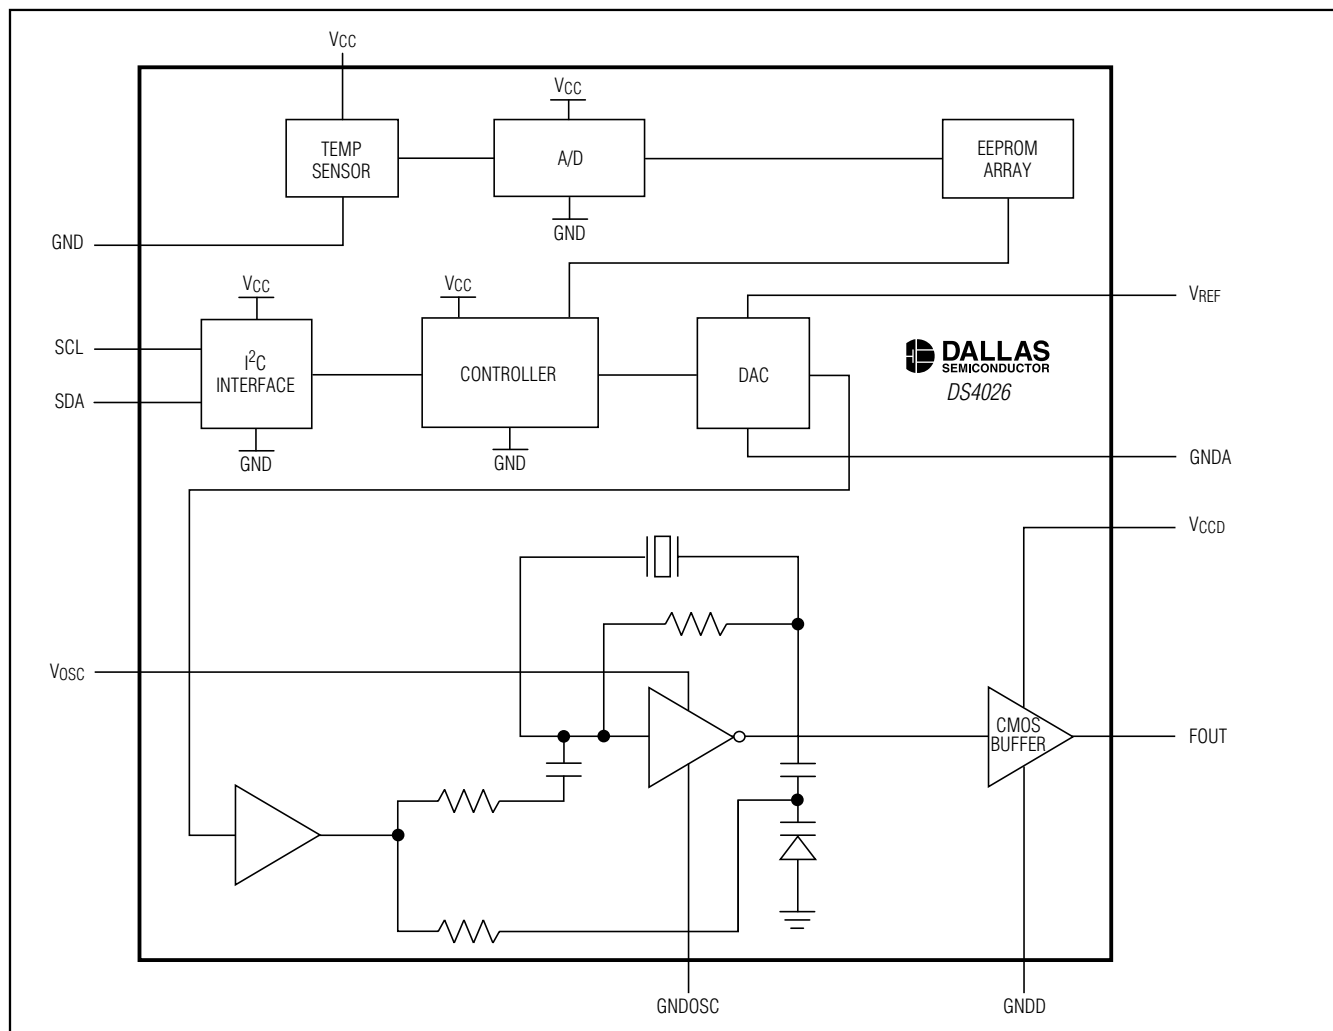 VCC
VCC
TEMP
SENSOR
A/D
EEPROM
ARRAY
GND
GND
VCC
VCC
VREF
SCL
I²C
INTERFACE
CONTROLLER
DAC
DALLAS
SEMICONDUCTOR
DS4026
SDA
GND
GND
GNDA
VCCD
VOSC
CMOS
BUFFER
FOUT
GNDOSC
GNDD